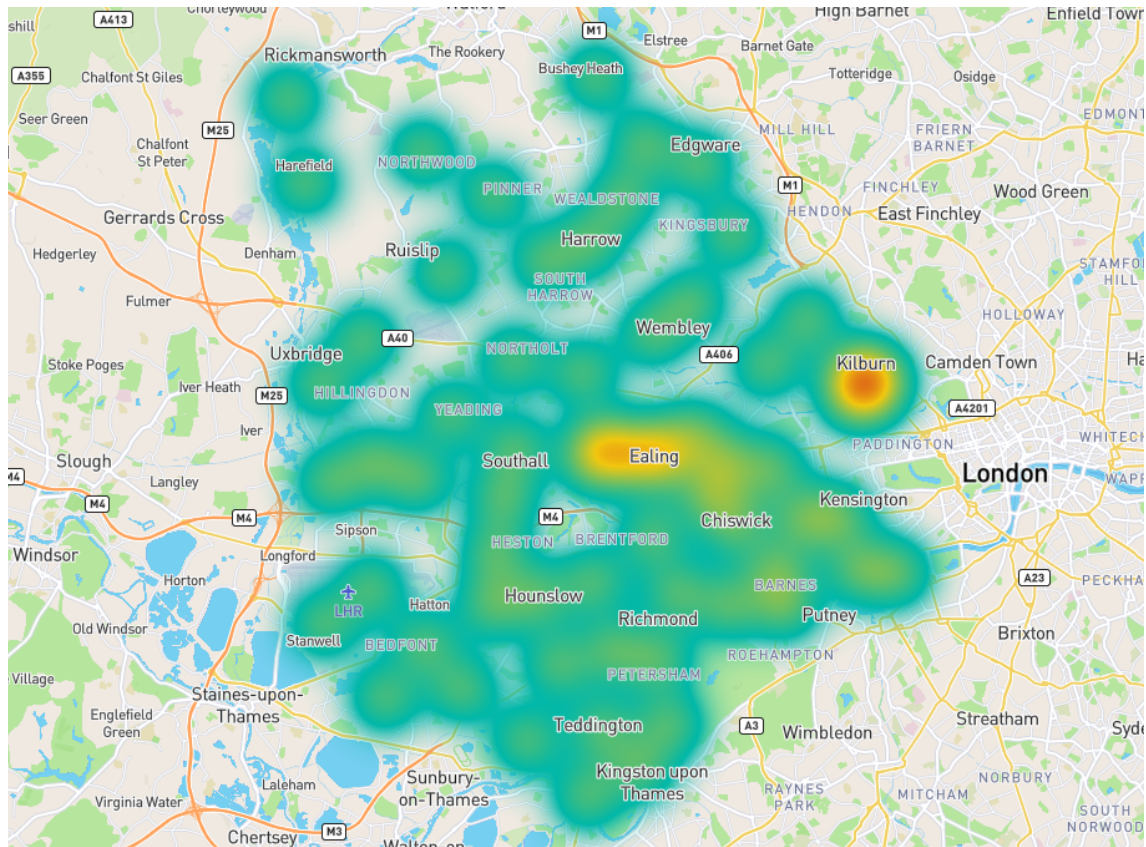 A413
Chorleywood
Watford
High Barnet
Enfield Town
M1
Elstree
Barnet Gate
Rickmansworth
The Rookery
Bushey Heath
Totteridge
Osidge
A355
Chalfont St Giles
Seer Green
M25
Chalfont
St Peter
EDMONT
MILL HILL
FRIERN
BARNET
Edgware
Harefield
NORTHWOOD
PINNER
WEALDSTONE
M1
FINCHLEY
Wood Green
Gerrards Cross
KINGSBURY
HENDON
East Finchley
Harrow
Hedgerley
Denham
Ruislip
STAMFORD
HILL
SOUTH
HARROW
Fulmer
HOLLOWAY
Wembley
A40
NORTHOLT
A406
Uxbridge
Kilburn
Camden Town
Stoke Poges
Iver Heath
HILLINGDON
M25
YEADING
A4201
Iver
PADDINGTON
WHITECH
Slough
Southall
Ealing
M4
Langley
London
WAPP
Kensington
M4
M4
M4
Chiswick
Sipson
HESTON
BRENTFORD
Windsor
Longford
Horton
LHR
Hatton
Hounslow
BARNES
A23
PECKHAM
Old Windsor
Richmond
Putney
Stanwell
BEDFONT
Brixton
ROEHAMPTON
Village
PETERSHAM
Staines-upon-
Thames
Englefield
Green
Teddington
A3
Wimbledon
Streatham
Syde
Sunbury-
on-Thames
Kingston upon
Thames
Laleham
RAYNES
PARK
NORBURY
MITCHAM
Virginia Water
SOUTH
NORWOOD
M3
Chertsey
Walton-on